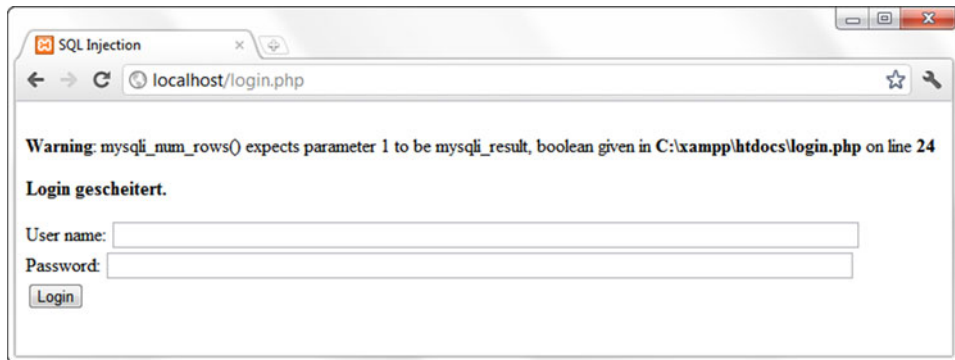 SQL Injection
localhost/login.php
Warning: mysqli_num_rows() expects parameter 1 to be mysqli_result, boolean given in C:\xampp\htdocs\login.php on line 24
Login gescheitert.
User name:
Password:
Login